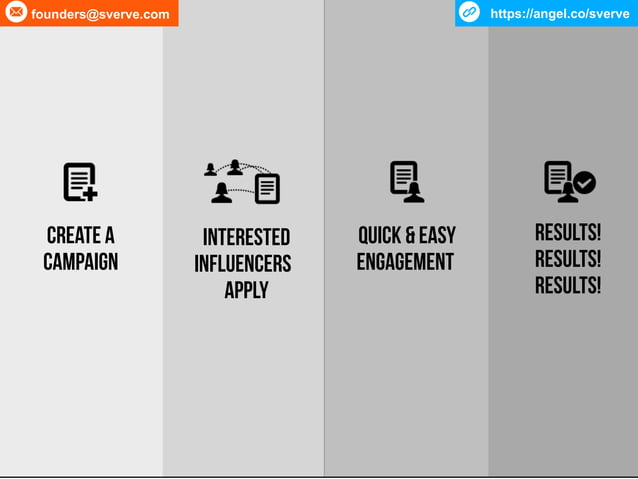 founders@sverve.com
https://angel.co/sverve
CREATE A
CAMPAIGN
INTERESTED
INFLUENCERS
APPLY
QUICK & EASY
ENGAGEMENT
RESULTS!
RESULTS!
RESULTS!